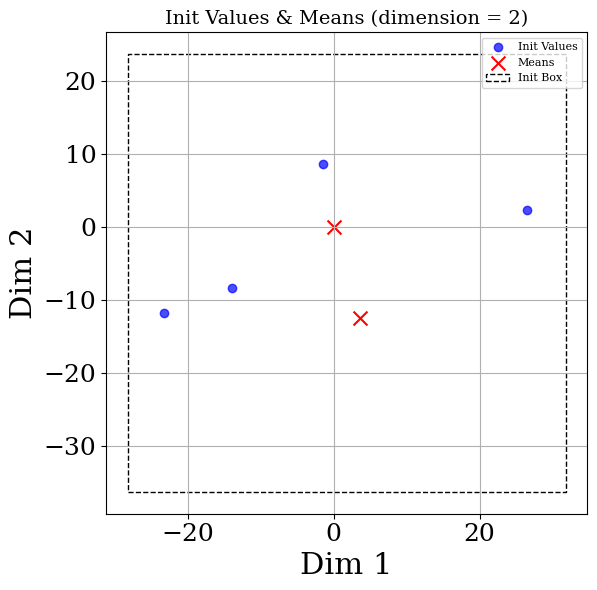 Init Values & Means (dimension = 2)
Init Values
Means
Init Box
20
10
0
−10
−20
−30
Dim 2
−20
0
20
Dim 1